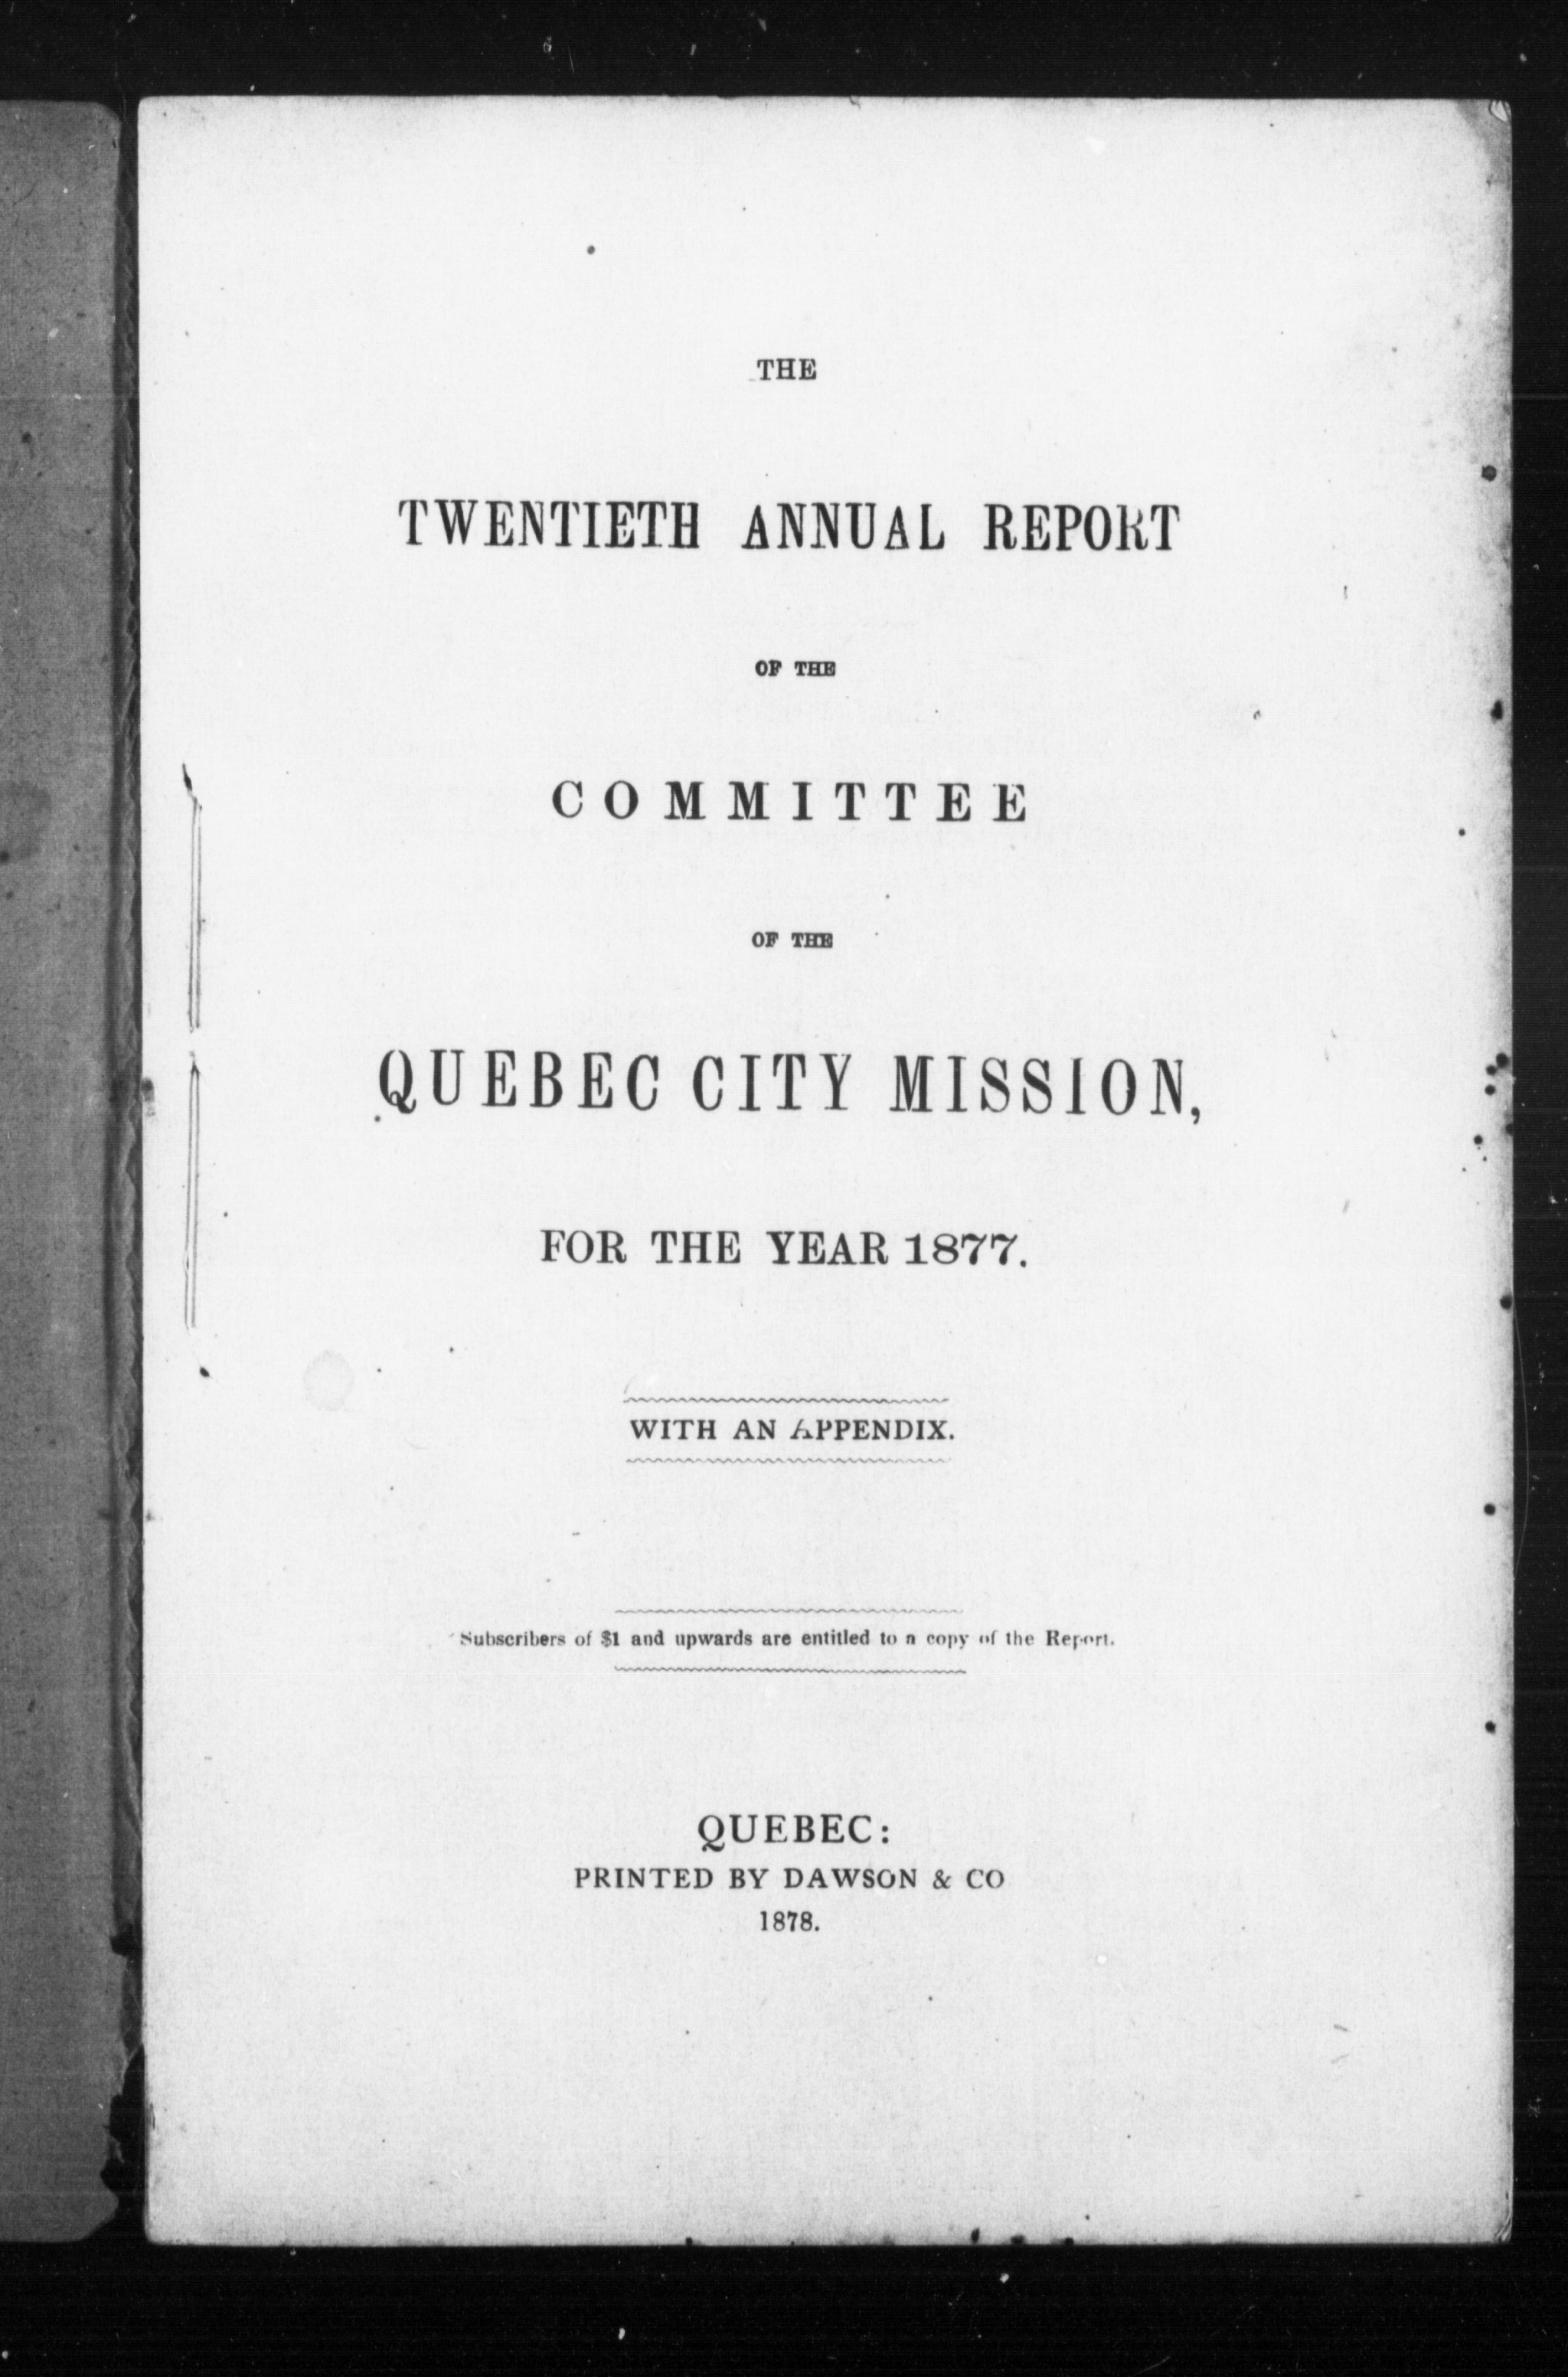 THE
TWENTIETH ANNUAL REPORT
OF THE
COMMITTEE
OF THE
QUEBEC CITY MISSION,
FOR THE YEAR 1877.
WITH AN APPENDIX.
Subscribers of $1 and upwards are entitled to a copy of the Report.
QUEBEC:
PRINTED BY DAWSON & CO
1878.